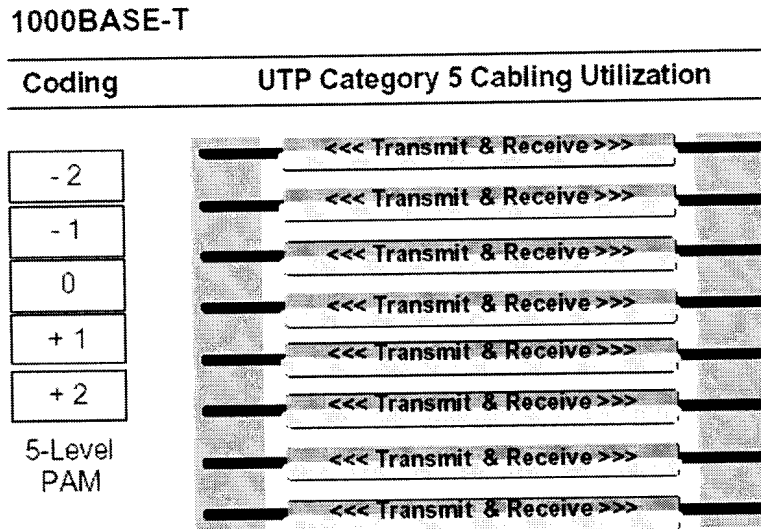 1000BASE-T
Coding UTP Category 5 Cabling Utilization
- 2
- 1
0
+ 1
+ 2
5-Level
PAM
<<< Transmit & Receive >>>
<<< Transmit & Receive >>>
<<< Transmit & Receive >>>
<<< Transmit & Receive >>>
<<< Transmit & Receive >>>
<<< Transmit & Receive >>>
<<< Transmit & Receive >>>
<<< Transmit & Receive >>>